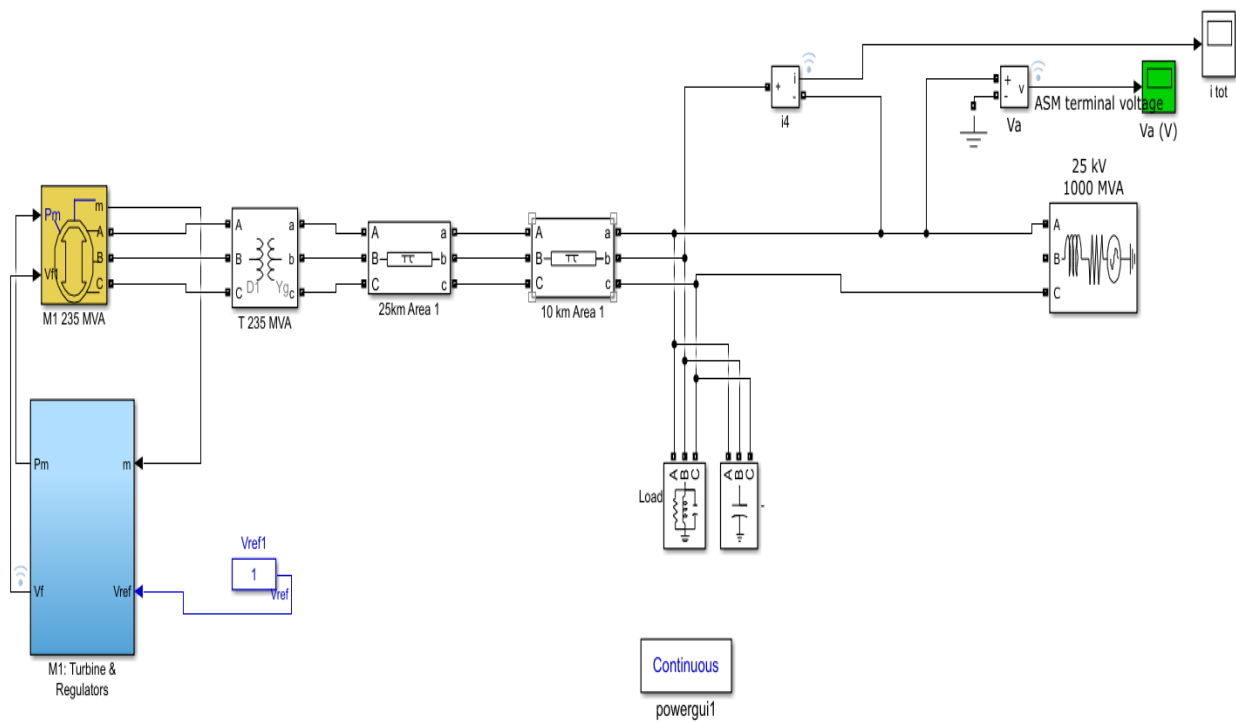 i tot
i
+
-
i4
+
-
v
Va
ASM terminal voltage
Va (V)
25 kV
1000 MVA
A
B
C
Pm
Vf1
m
A
B
C
M1 235 MVA
A
B
C
D1
Yg
a
b
c
T 235 MVA
A
B
C
π
a
b
c
25km Area 1
A
B
C
π
a
b
c
10 km Area 1
Load
A
B
C
A
B
C
-
Pm
Vf
m
Vref
M1: Turbine &
Regulators
Vref1
1
Vref
Continuous
powergui1